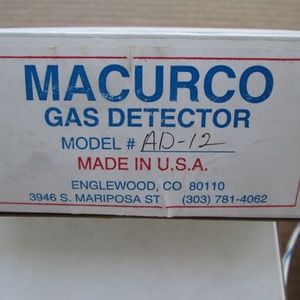 MACURCO
GAS DETECTOR
MODEL # AD-12
MADE IN U.S.A.
ENGLEWOOD, CO 80110
3946 S. MARIPOSA ST (303) 781-4062